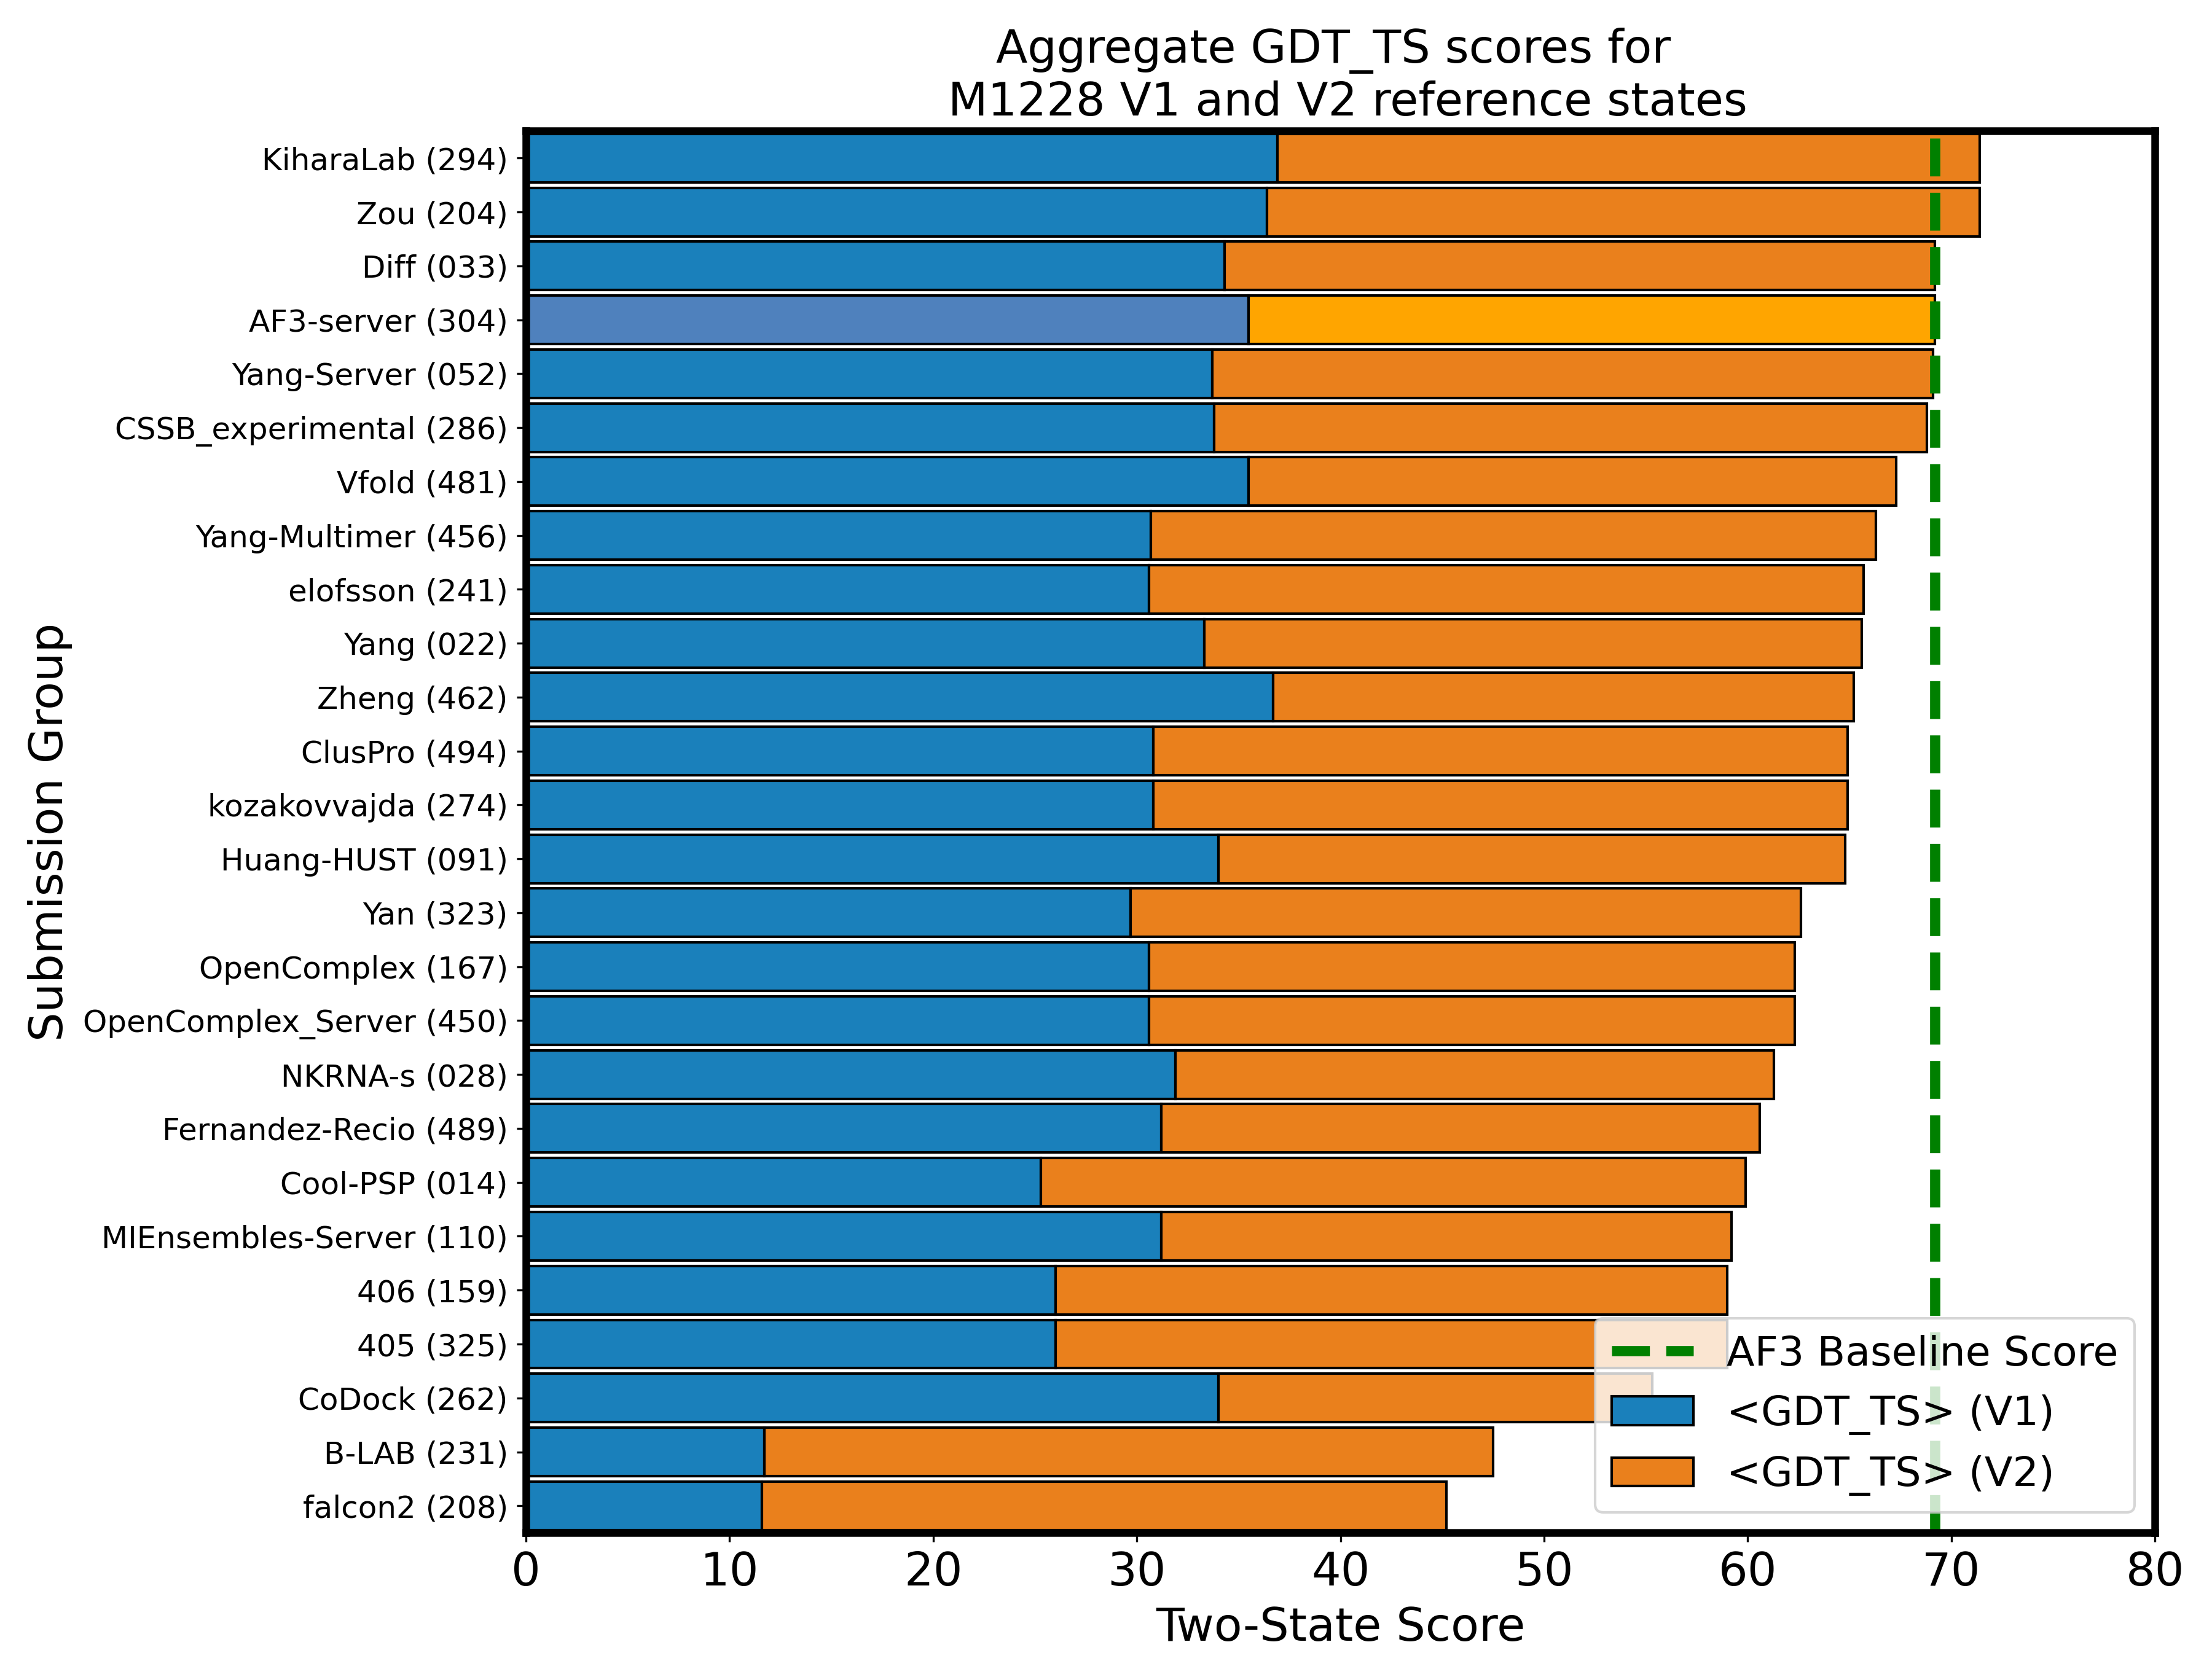 Aggregate GDT_TS scores for
M1228 V1 and V2 reference states
Submission Group
KiharaLab (294)
Zou (204)
Diff (033)
AF3-server (304)
Yang-Server (052)
CSSB_experimental (286)
Vfold (481)
Yang-Multimer (456)
elofsson (241)
Yang (022)
Zheng (462)
ClusPro (494)
kozakovvajda (274)
Huang-HUST (091)
Yan (323)
OpenComplex (167)
OpenComplex_Server (450)
NKRNA-s (028)
Fernandez-Recio (489)
Cool-PSP (014)
MIEnsembles-Server (110)
406 (159)
405 (325)
CoDock (262)
B-LAB (231)
falcon2 (208)
AF3 Baseline Score
<GDT_TS> (V1)
<GDT_TS> (V2)
0 10 20 30 40 50 60 70 80
Two-State Score